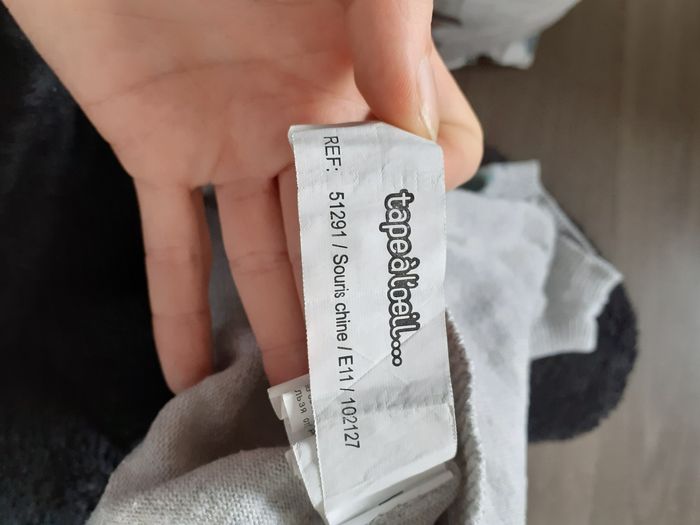 tape à l'oeil...
REF: 51291 / Souris chine / E11 / 102127